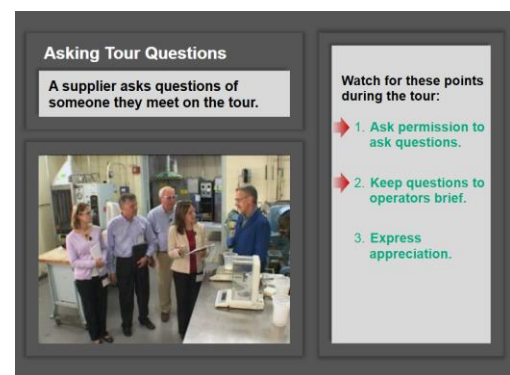 Asking Tour Questions
A supplier asks questions of
someone they meet on the tour.
Watch for these points
during the tour:
1. Ask permission to
ask questions.
2. Keep questions to
operators brief.
3. Express
appreciation.